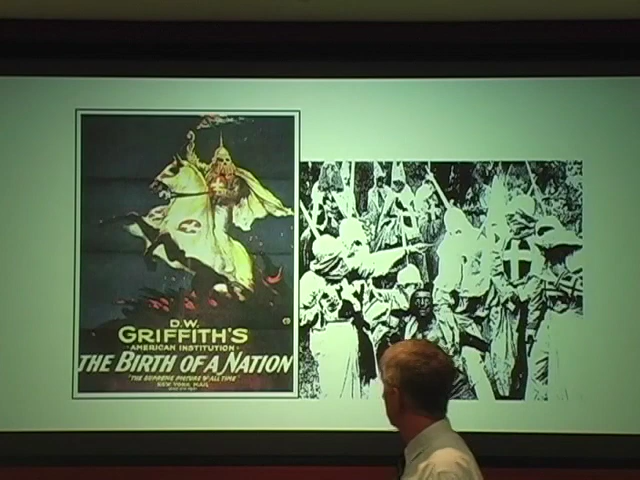 D.W.
GRIFFITH'S
-AMERICAN INSTITUTION-
THE BIRTH OF A NATION
"THE SUPREME PICTURE OF ALL TIME"
NEW YORK MAIL